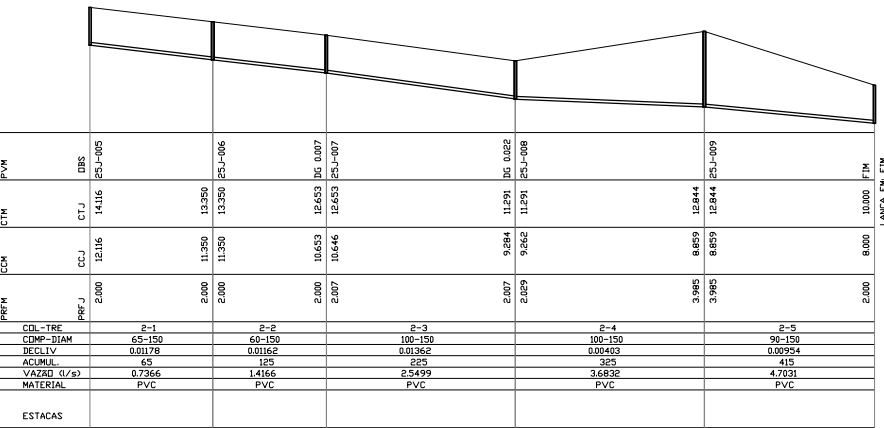 PVM OBS 25J-005 25J-006 DG 0.007 25J-007 DG 0.022 25J-008 25J-009 FIM
LANCA EM: FIM
CTM CTJ 14.116 13.350 13.350 12.653 12.653 11.291 11.291 12.844 12.844 10.000
CCM CCJ 12.116 11.350 11.350 10.653 10.646 9.284 9.262 8.859 8.859 8.000
PRFM PRFJ 2.000 2.000 2.000 2.000 2.007 2.007 2.029 3.985 3.985 2.000
COL-TRE 2-1 2-2 2-3 2-4 2-5
COMP-DIAM 65-150 60-150 100-150 100-150 90-150
DECLIV 0.01178 0.01162 0.01362 0.00403 0.00954
ACUMUL. 65 125 225 325 415
VAZÃO (l/s) 0.7366 1.4166 2.5499 3.6832 4.7031
MATERIAL PVC PVC PVC PVC PVC
ESTACAS